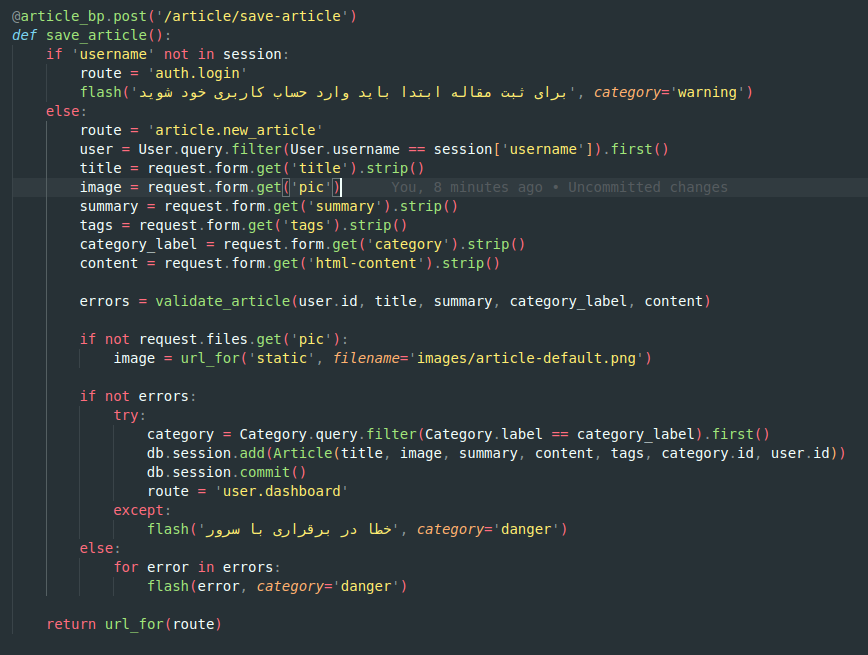 @article_bp.post('/article/save-article')
def save_article():
    if 'username' not in session:
        route = 'auth.login'
        flash('برای ثبت مقاله ابتدا باید وارد حساب کاربری خود شوید', category='warning')
    else:
        route = 'article.new_article'
        user = User.query.filter(User.username == session['username']).first()
        title = request.form.get('title').strip()
        image = request.form.get('pic')      You, 8 minutes ago • Uncommitted changes
        summary = request.form.get('summary').strip()
        tags = request.form.get('tags').strip()
        category_label = request.form.get('category').strip()
        content = request.form.get('html-content').strip()

        errors = validate_article(user.id, title, summary, category_label, content)

        if not request.files.get('pic'):
            image = url_for('static', filename='images/article-default.png')

        if not errors:
            try:
                category = Category.query.filter(Category.label == category_label).first()
                db.session.add(Article(title, image, summary, content, tags, category.id, user.id))
                db.session.commit()
                route = 'user.dashboard'
            except:
                flash('خطا در برقراری با سرور', category='danger')
        else:
            for error in errors:
                flash(error, category='danger')

    return url_for(route)